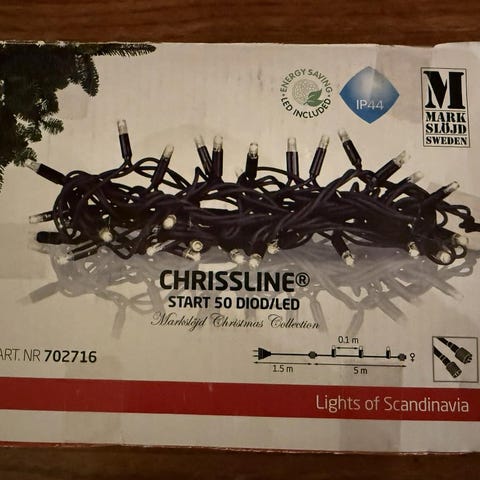 ENERGY SAVING
LED INCLUDED
IP44
M
MARK
SLÖJD
SWEDEN
CHRISSLINE®
START 50 DIOD/LED
Markslöjd Christmas Collection
ART. NR 702716
0.1 m
1.5 m
5 m
Lights of Scandinavia